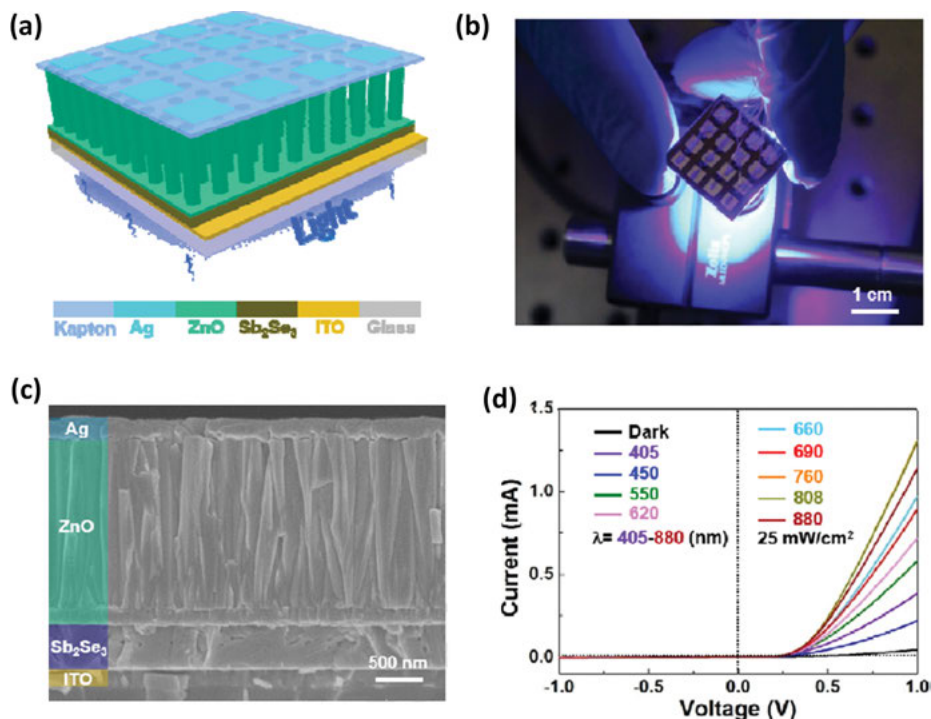 (a)
Light
Kapton Ag ZnO Sb₂Se₃ ITO Glass
(b)
Zolix
1 cm
(c)
Ag
ZnO
Sb₂Se₃
ITO
500 nm
(d)
Current (mA)
1.5
1.0
0.5
0.0
Dark
405
450
550
620
λ= 405-880 (nm)
660
690
760
808
880
25 mW/cm²
-1.0 -0.5 0.0 0.5 1.0
Voltage (V)